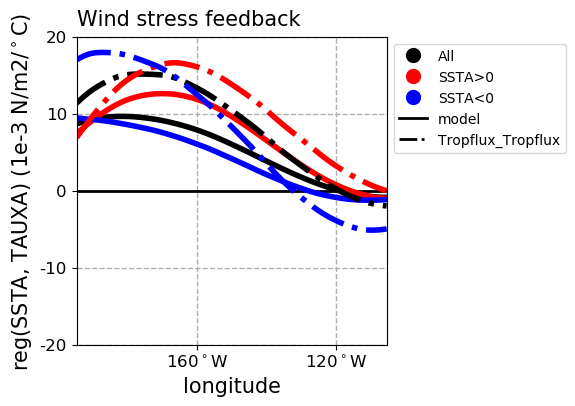 Wind stress feedback
reg(SSTA, TAUXA) (1e-3 N/m2/°C)
20
10
0
-10
-20
160°W
120°W
longitude
All
SSTA>0
SSTA<0
model
Tropflux_Tropflux